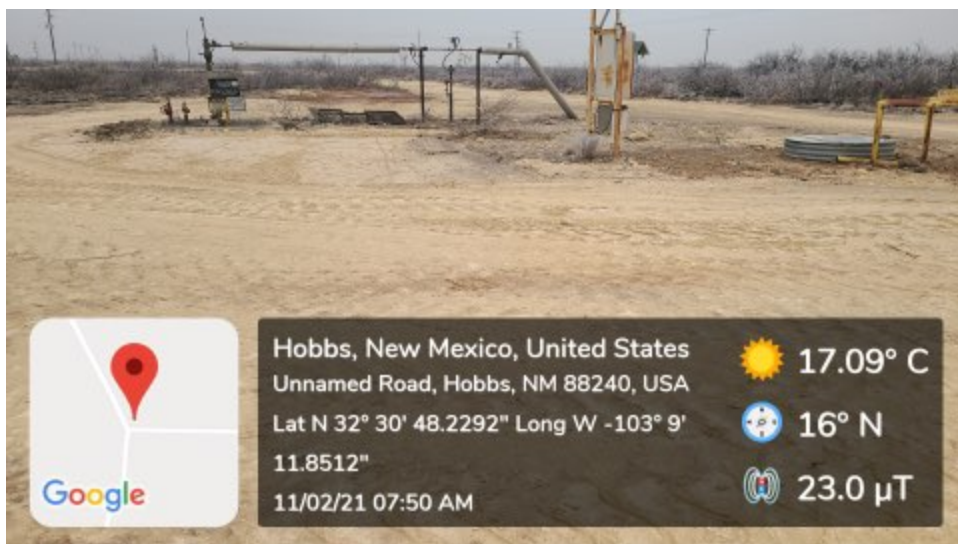 Hobbs, New Mexico, United States
Unnamed Road, Hobbs, NM 88240, USA
Lat N 32° 30' 48.2292" Long W -103° 9'
11.8512"
11/02/21 07:50 AM
17.09° C
16° N
23.0 µT
Google